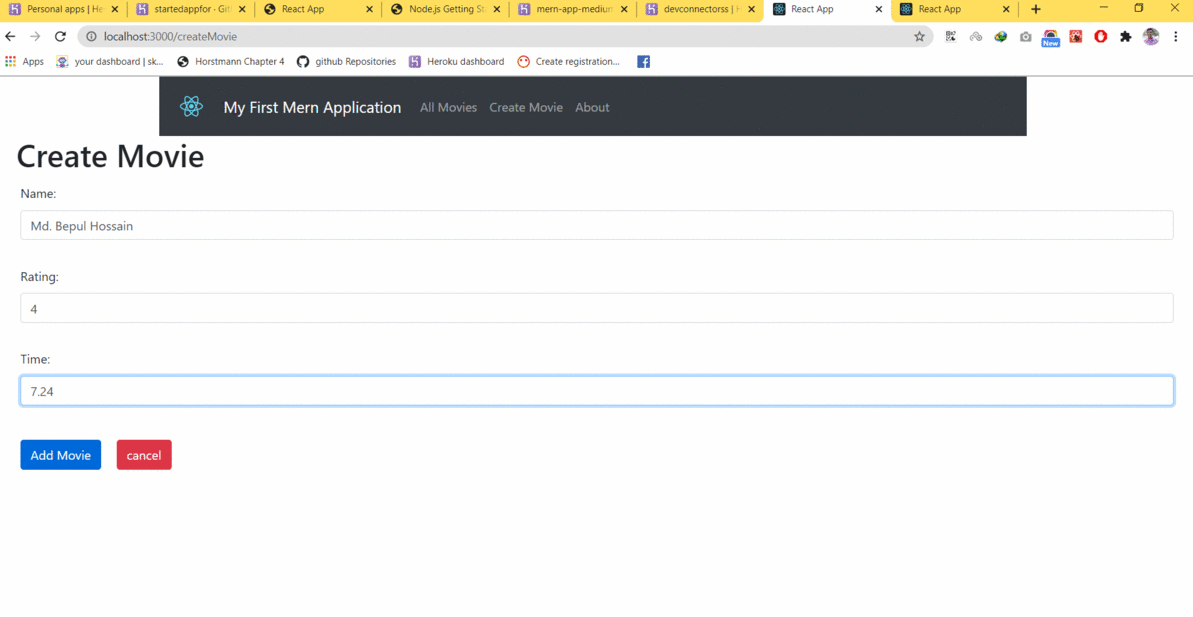 Personal apps | He
startedappfor - Git
React App
Node.js Getting St
mern-app-medium
devconnectorss | H
React App
React App
localhost:3000/createMovie
New
Apps
your dashboard | sk...
Horstmann Chapter 4
github Repositories
Heroku dashboard
Create registration...
My First Mern Application
All Movies
Create Movie
About
Create Movie
Name:
Md. Bepul Hossain
Rating:
4
Time:
7.24
Add Movie
cancel